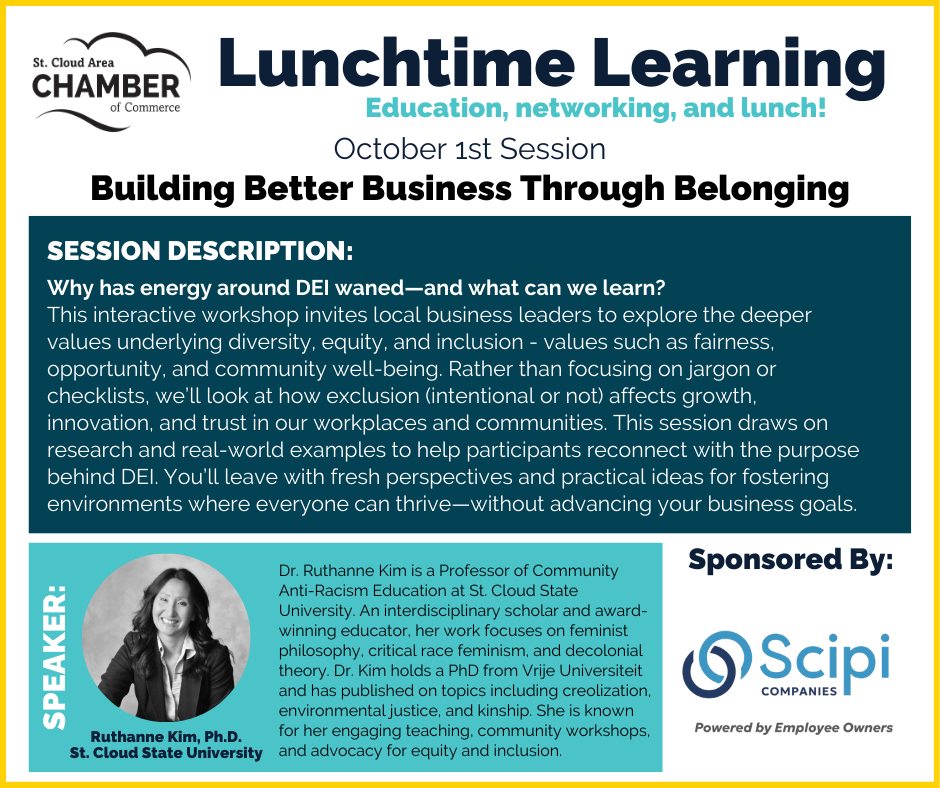 St. Cloud Area
CHAMBER
of Commerce
Lunchtime Learning
Education, networking, and lunch!
October 1st Session
Building Better Business Through Belonging
SESSION DESCRIPTION:
Why has energy around DEI waned—and what can we learn?
This interactive workshop invites local business leaders to explore the deeper
values underlying diversity, equity, and inclusion - values such as fairness,
opportunity, and community well-being. Rather than focusing on jargon or
checklists, we'll look at how exclusion (intentional or not) affects growth,
innovation, and trust in our workplaces and communities. This session draws on
research and real-world examples to help participants reconnect with the purpose
behind DEI. You'll leave with fresh perspectives and practical ideas for fostering
environments where everyone can thrive—without advancing your business goals.
SPEAKER:
Ruthanne Kim, Ph.D.
St. Cloud State University
Dr. Ruthanne Kim is a Professor of Community
Anti-Racism Education at St. Cloud State
University. An interdisciplinary scholar and award-
winning educator, her work focuses on feminist
philosophy, critical race feminism, and decolonial
theory. Dr. Kim holds a PhD from Vrije Universiteit
and has published on topics including creolization,
environmental justice, and kinship. She is known
for her engaging teaching, community workshops,
and advocacy for equity and inclusion.
Sponsored By:
Scipi
COMPANIES
Powered by Employee Owners